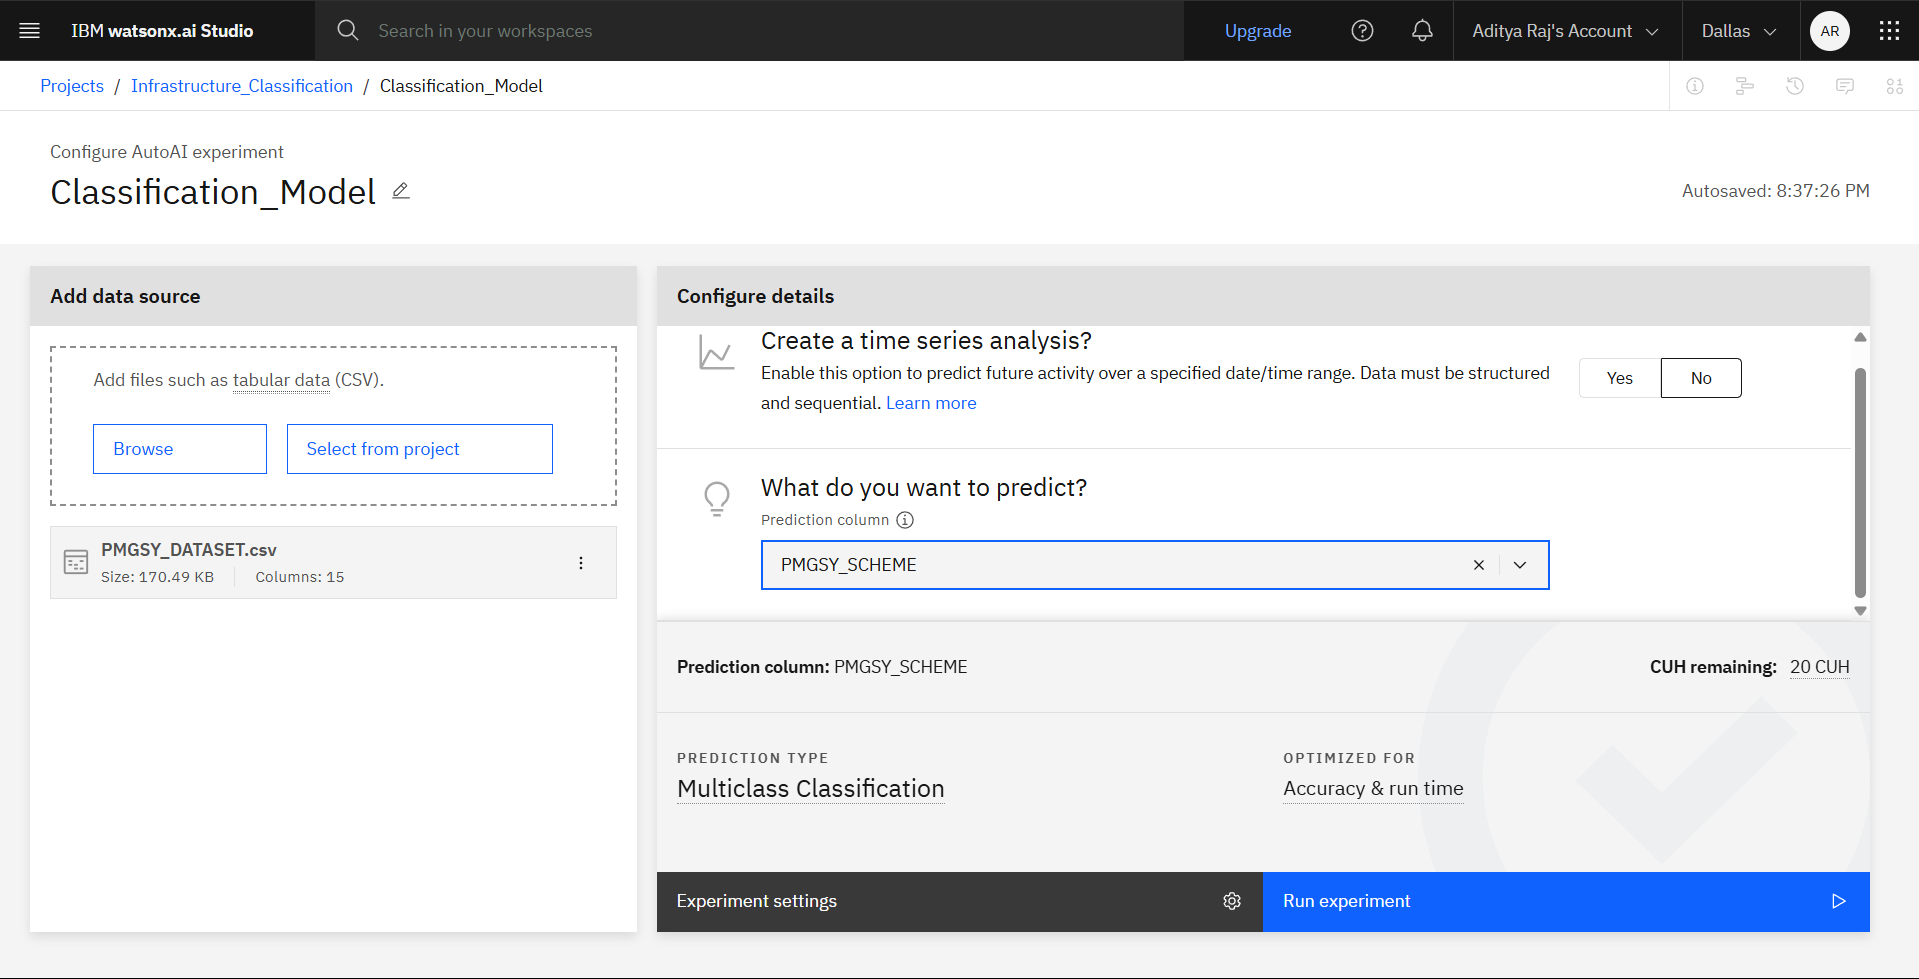 IBM watsonx.ai Studio
Search in your workspaces
Upgrade
Aditya Raj's Account
Dallas
AR
Projects / Infrastructure_Classification / Classification_Model
Configure AutoAI experiment
Classification_Model
Autosaved: 8:37:26 PM
Add data source
Add files such as tabular data (CSV).
Browse
Select from project
PMGSY_DATASET.csv
Size: 170.49 KB
Columns: 15
Configure details
Create a time series analysis?
Enable this option to predict future activity over a specified date/time range. Data must be structured
and sequential. Learn more
Yes
No
What do you want to predict?
Prediction column
PMGSY_SCHEME
Prediction column: PMGSY_SCHEME
CUH remaining: 20 CUH
PREDICTION TYPE
Multiclass Classification
OPTIMIZED FOR
Accuracy & run time
Experiment settings
Run experiment